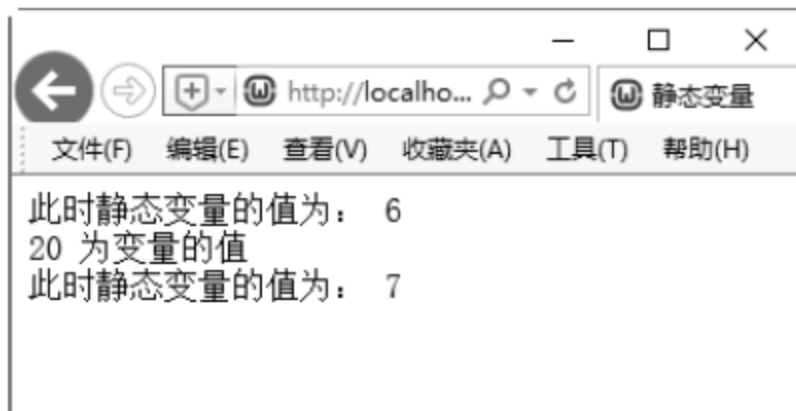 http://localho...
静态变量
文件(F) 编辑(E) 查看(V) 收藏夹(A) 工具(T) 帮助(H)
此时静态变量的值为： 6
20 为变量的值
此时静态变量的值为： 7